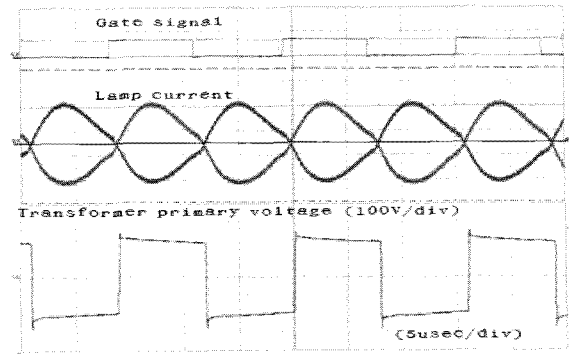 Gate signal
Lamp current
Transformer primary voltage (100V/div)
(5usec/div)